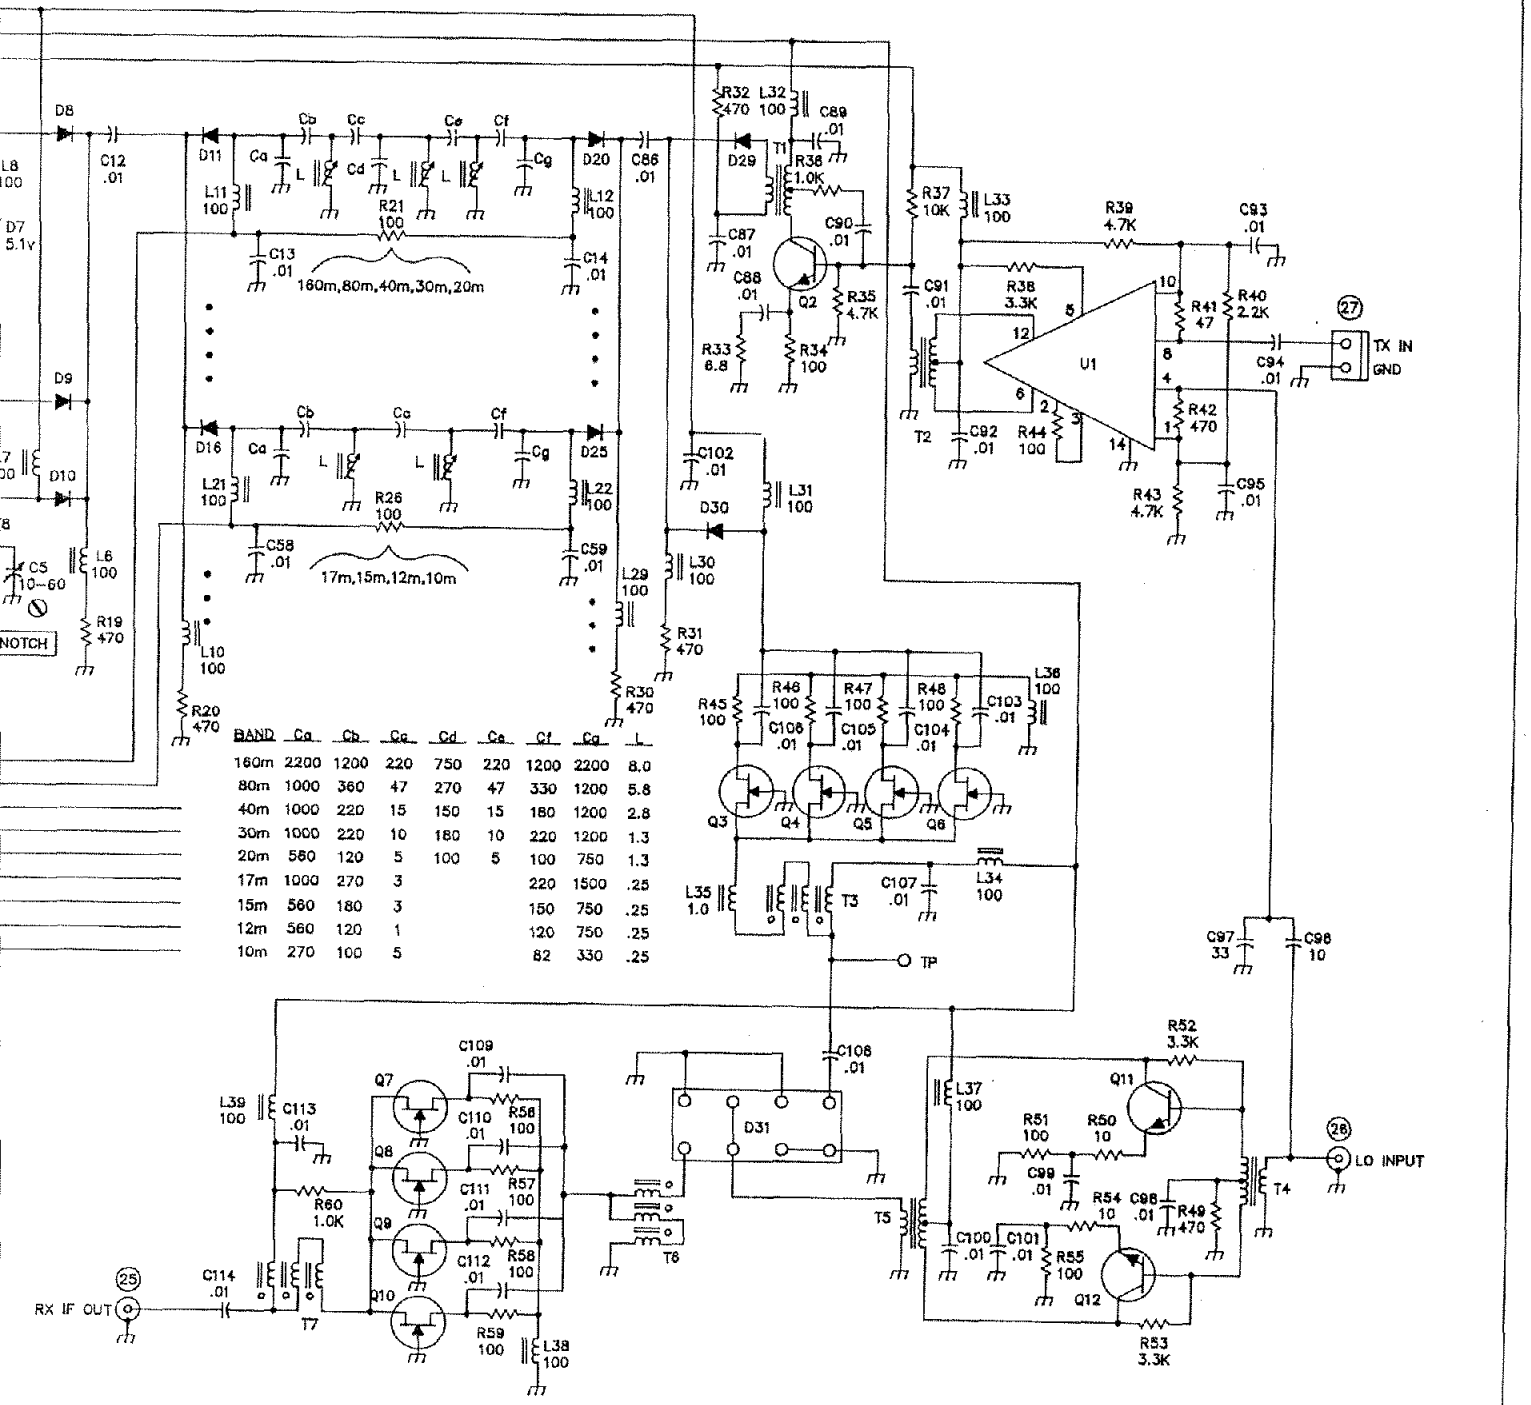 R32 470
L32 100
C89 .01
D8
C12 .01
D11
Ca
Cb
L
Cc
Cd
L
Ce
L
Cf
Cg
D20
C86 .01
D29
T1
R36 1.0K
L8
100
L11 100
R21 100
L12 100
R37 10K
L33 100
R39 4.7K
C93 .01
D7
5.1v
C13 .01
C14 .01
C87 .01
C90 .01
160m,80m,40m,30m,20m
C88 .01
Q2
R35 4.7K
C91 .01
R38 3.3K
5
10
R41 47
R40 2.2K
27
12
U1
8
TX IN
R33 6.8
R34 100
C94 .01
GND
D9
6
4
2
3
R42 470
1
T2
C92 .01
R44 100
14
D16
Ca
Cb
L
Cc
L
Cf
Cg
D25
C102 .01
D10
L21 100
R26 100
L22 100
L31 100
R43 4.7K
C95 .01
D30
C58 .01
C59 .01
17m,15m,12m,10m
L6 100
C5
10-60
L29 100
L30 100
NOTCH
R19 470
L10 100
R31 470
R20 470
R30 470
R45 100
R46 100
C106 .01
R47 100
C105 .01
R48 100
C104 .01
C103 .01
L36 100
BAND Ca Cb Cc Cd Ce Cf Cg L
160m 2200 1200 220 750 220 1200 2200 8.0
80m 1000 360 47 270 47 330 1200 5.8
40m 1000 220 15 150 15 180 1200 2.8
30m 1000 220 10 180 10 220 1200 1.3
20m 560 120 5 100 5 100 750 1.3
17m 1000 270 3 220 1500 .25
15m 560 180 3 150 750 .25
12m 560 120 1 120 750 .25
10m 270 100 5 82 330 .25
Q3
Q4
Q5
Q6
L35 1.0
T3
C107 .01
L34 100
TP
C97 33
C96 10
C108 .01
D31
L39 100
C113 .01
Q7
C109 .01
R56 100
Q8
C110 .01
R57 100
R60 1.0K
Q9
C111 .01
R58 100
Q10
C112 .01
R59 100
L38 100
T6
T5
L37 100
R52 3.3K
Q11
R51 100
R50 10
C99 .01
26
LO INPUT
T4
C98 .01
R49 470
R54 10
C100 .01
C101 .01
R55 100
Q12
R53 3.3K
25
RX IF OUT
C114 .01
T7